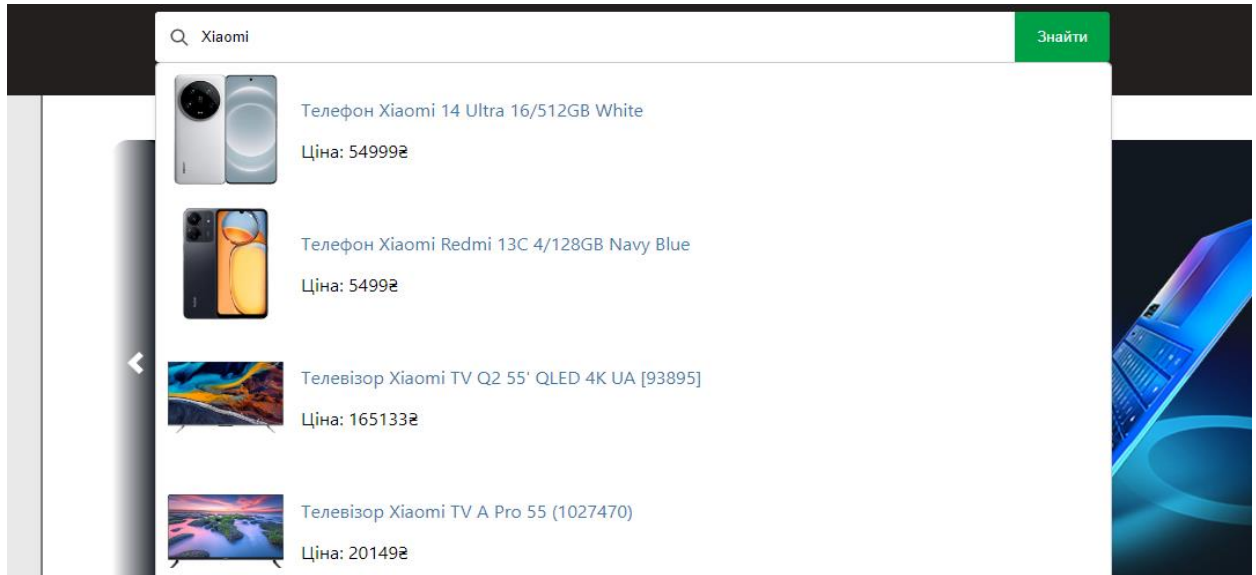 Xiaomi
Знайти
Телефон Xiaomi 14 Ultra 16/512GB White
Ціна: 54999₴
Телефон Xiaomi Redmi 13C 4/128GB Navy Blue
Ціна: 5499₴
Телевізор Xiaomi TV Q2 55' QLED 4K UA [93895]
Ціна: 165133₴
Телевізор Xiaomi TV A Pro 55 (1027470)
Ціна: 20149₴